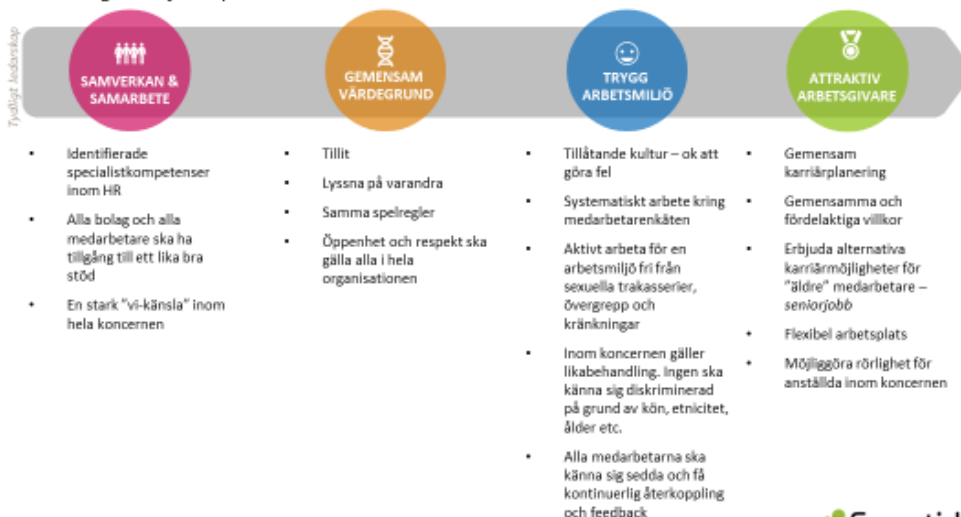 Tydligt ledarskap
SAMVERKAN &
SAMARBETE
GEMENSAM
VÄRDEGRUND
TRYGG
ARBETSMILJÖ
ATTRAKTIV
ARBETSGIVARE
• Identifierade
specialistkompetenser
inom HR
• Alla bolag och alla
medarbetare ska ha
tillgång till ett lika bra
stöd
• En stark "vi-känsla" inom
hela koncernen
• Tillit
• Lyssna på varandra
• Samma spelregler
• Öppenhet och respekt ska
gälla alla i hela
organisationen
• Tillåtande kultur – ok att
göra fel
• Systematiskt arbete kring
medarbetarenkäten
• Aktivt arbeta för en
arbetsmiljö fri från
sexuella trakasserier,
övergrepp och
kränkningar
• Inom koncernen gäller
likabehandling. Ingen ska
känna sig diskriminerad
på grund av kön, etnicitet,
ålder etc.
• Alla medarbetarna ska
känna sig sedda och få
kontinuerlig återkoppling
och feedback
• Gemensam
karriärplanering
• Gemensamma och
fördelaktiga villkor
• Erbjuda alternativa
karriärmöjligheter för
"äldre" medarbetare –
seniorjobb
• Flexibel arbetsplats
• Möjliggöra rörlighet för
anställda inom koncernen